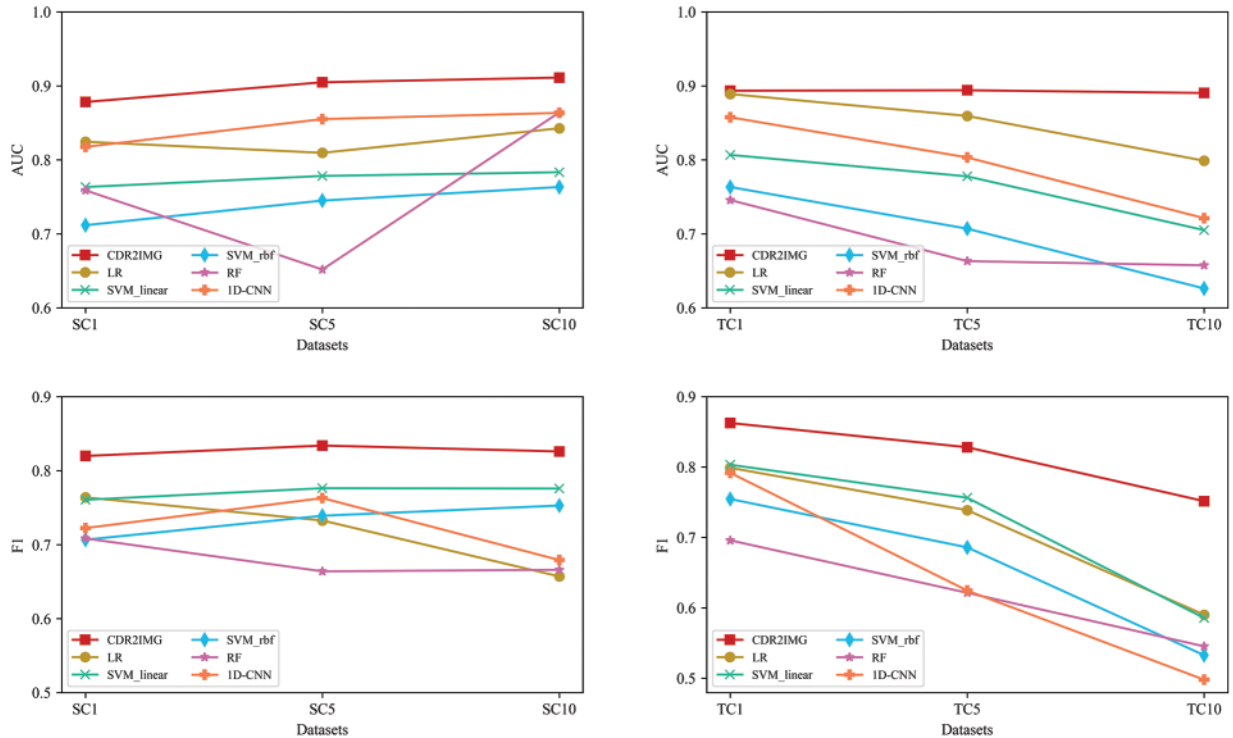 1.0
0.9
0.8
0.7
0.6
AUC
CDR2IMG
LR
SVM_linear
SVM_rbf
RF
1D-CNN
SC1
SC5
SC10
Datasets
1.0
0.9
0.8
0.7
0.6
AUC
CDR2IMG
LR
SVM_linear
SVM_rbf
RF
1D-CNN
TC1
TC5
TC10
Datasets
0.9
0.8
0.7
0.6
0.5
F1
CDR2IMG
LR
SVM_linear
SVM_rbf
RF
1D-CNN
SC1
SC5
SC10
Datasets
0.9
0.8
0.7
0.6
0.5
F1
CDR2IMG
LR
SVM_linear
SVM_rbf
RF
1D-CNN
TC1
TC5
TC10
Datasets